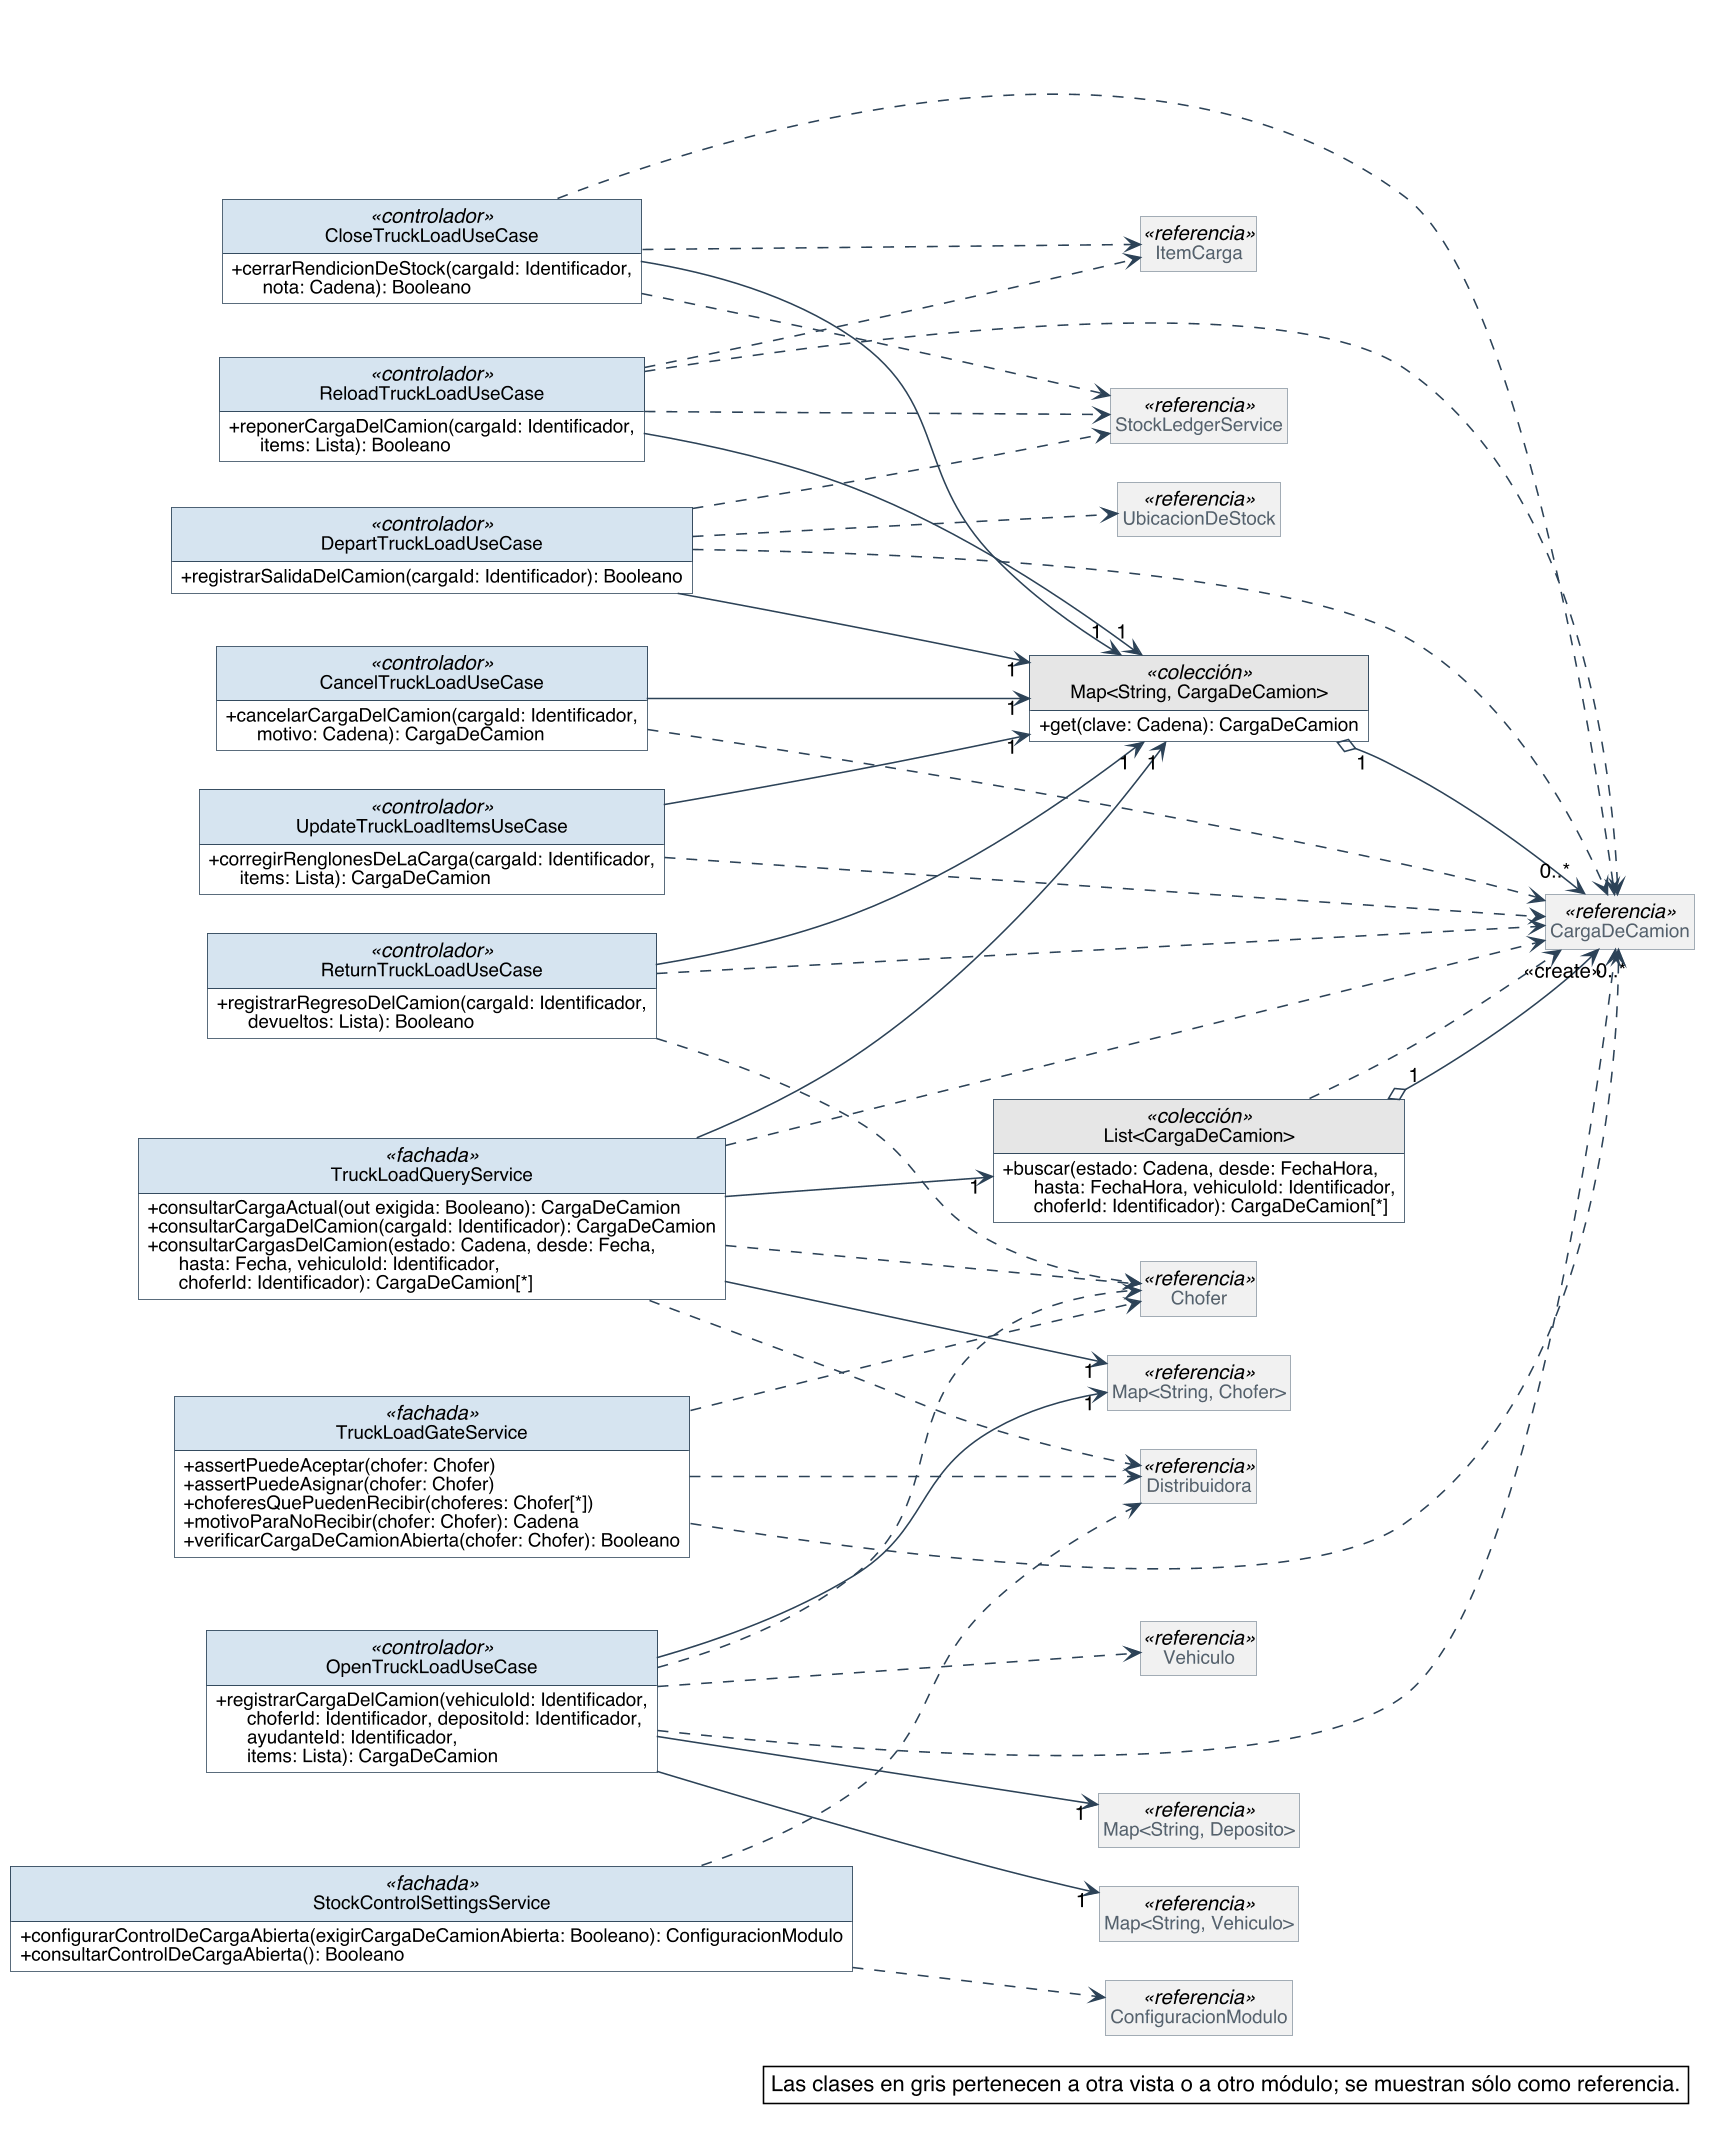 «controlador»
CloseTruckLoadUseCase
+cerrarRendicionDeStock(cargaId: Identificador,
nota: Cadena): Booleano
«referencia»
ItemCarga
«controlador»
ReloadTruckLoadUseCase
+reponerCargaDelCamion(cargaId: Identificador,
items: Lista): Booleano
«referencia»
StockLedgerService
«referencia»
UbicacionDeStock
«controlador»
DepartTruckLoadUseCase
+registrarSalidaDelCamion(cargaId: Identificador): Booleano
1
1
1
«controlador»
CancelTruckLoadUseCase
+cancelarCargaDelCamion(cargaId: Identificador,
motivo: Cadena): CargaDeCamion
«colección»
Map<String, CargaDeCamion>
+get(clave: Cadena): CargaDeCamion
1
1
1
1
1
«controlador»
UpdateTruckLoadItemsUseCase
+corregirRenglonesDeLaCarga(cargaId: Identificador,
items: Lista): CargaDeCamion
0..*
«referencia»
CargaDeCamion
«create»
0..*
«controlador»
ReturnTruckLoadUseCase
+registrarRegresoDelCamion(cargaId: Identificador,
devueltos: Lista): Booleano
1
«colección»
List<CargaDeCamion>
+buscar(estado: Cadena, desde: FechaHora,
hasta: FechaHora, vehiculoId: Identificador,
choferId: Identificador): CargaDeCamion[*]
1
«fachada»
TruckLoadQueryService
+consultarCargaActual(out exigida: Booleano): CargaDeCamion
+consultarCargaDelCamion(cargaId: Identificador): CargaDeCamion
+consultarCargasDelCamion(estado: Cadena, desde: Fecha,
hasta: Fecha, vehiculoId: Identificador,
choferId: Identificador): CargaDeCamion[*]
«referencia»
Chofer
1
«referencia»
Map<String, Chofer>
1
«fachada»
TruckLoadGateService
+assertPuedeAceptar(chofer: Chofer)
+assertPuedeAsignar(chofer: Chofer)
+choferesQuePuedenRecibir(choferes: Chofer[*])
+motivoParaNoRecibir(chofer: Chofer): Cadena
+verificarCargaDeCamionAbierta(chofer: Chofer): Booleano
«referencia»
Distribuidora
«controlador»
OpenTruckLoadUseCase
+registrarCargaDelCamion(vehiculoId: Identificador,
choferId: Identificador, depositoId: Identificador,
ayudanteId: Identificador,
items: Lista): CargaDeCamion
«referencia»
Vehiculo
1
«referencia»
Map<String, Deposito>
1
«referencia»
Map<String, Vehiculo>
«fachada»
StockControlSettingsService
+configurarControlDeCargaAbierta(exigirCargaDeCamionAbierta: Booleano): ConfiguracionModulo
+consultarControlDeCargaAbierta(): Booleano
«referencia»
ConfiguracionModulo
Las clases en gris pertenecen a otra vista o a otro módulo; se muestran sólo como referencia.